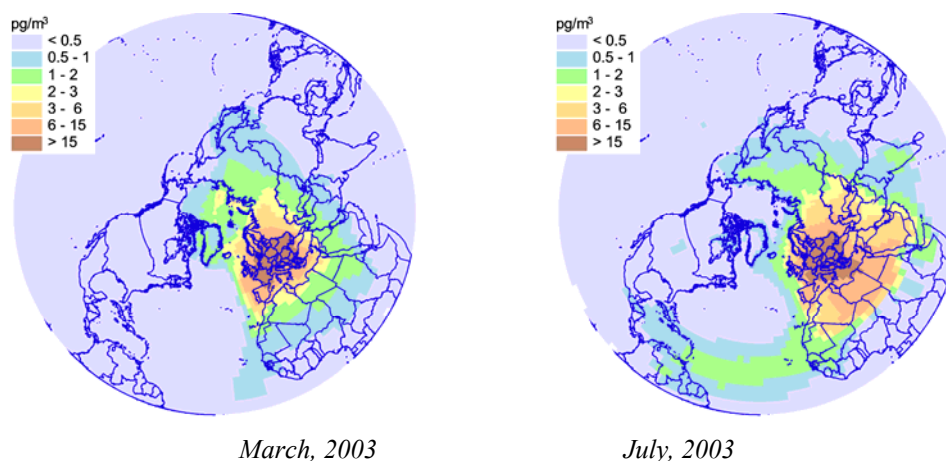 pg/m³
< 0.5
0.5 - 1
1 - 2
2 - 3
3 - 6
6 - 15
> 15
pg/m³
< 0.5
0.5 - 1
1 - 2
2 - 3
3 - 6
6 - 15
> 15
March, 2003
July, 2003